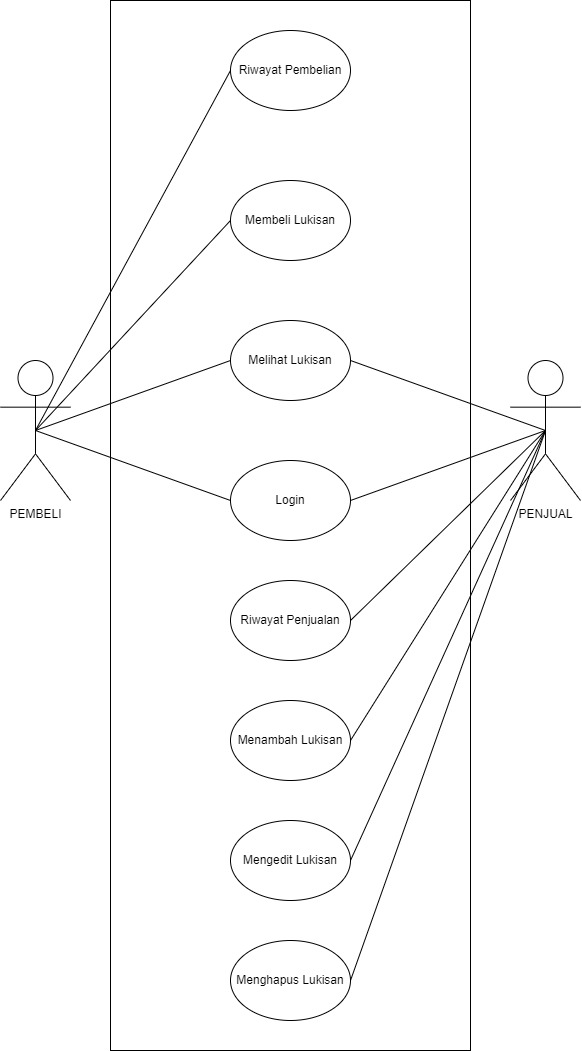 Riwayat Pembelian
Membeli Lukisan
Melihat Lukisan
Login
PEMBELI
PENJUAL
Riwayat Penjualan
Menambah Lukisan
Mengedit Lukisan
Menghapus Lukisan